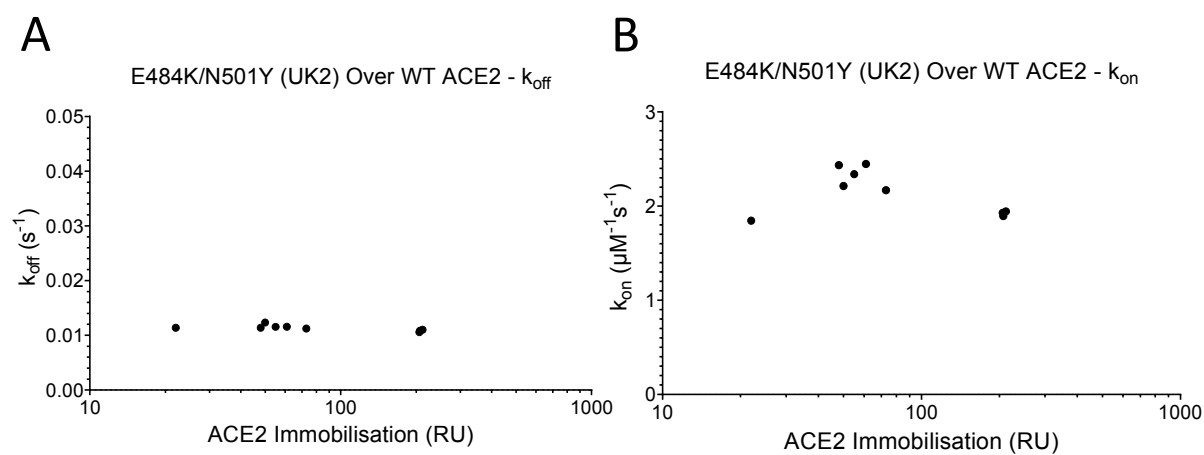 A
E484K/N501Y (UK2) Over WT ACE2 - koff
0.05
0.04
0.03
0.02
0.01
0.00
koff (s-1)
10
100
1000
ACE2 Immobilisation (RU)
B
E484K/N501Y (UK2) Over WT ACE2 - kon
3
2
1
0
kon (µM-1s-1)
10
100
1000
ACE2 Immobilisation (RU)